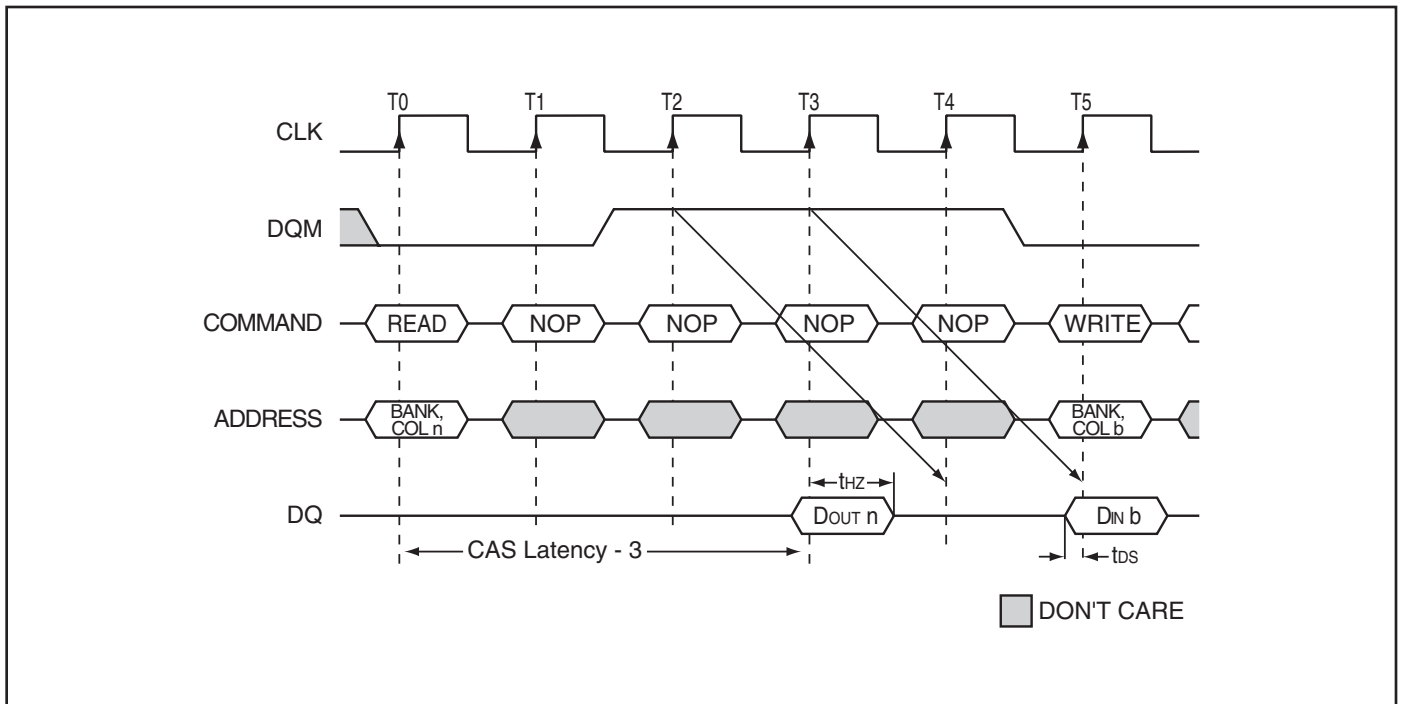 T0 T1 T2 T3 T4 T5
CLK
DQM
COMMAND READ NOP NOP NOP NOP WRITE
ADDRESS BANK, COL n BANK, COL b
tHZ
DQ DOUT n DIN b
CAS Latency - 3 tDS
DON'T CARE